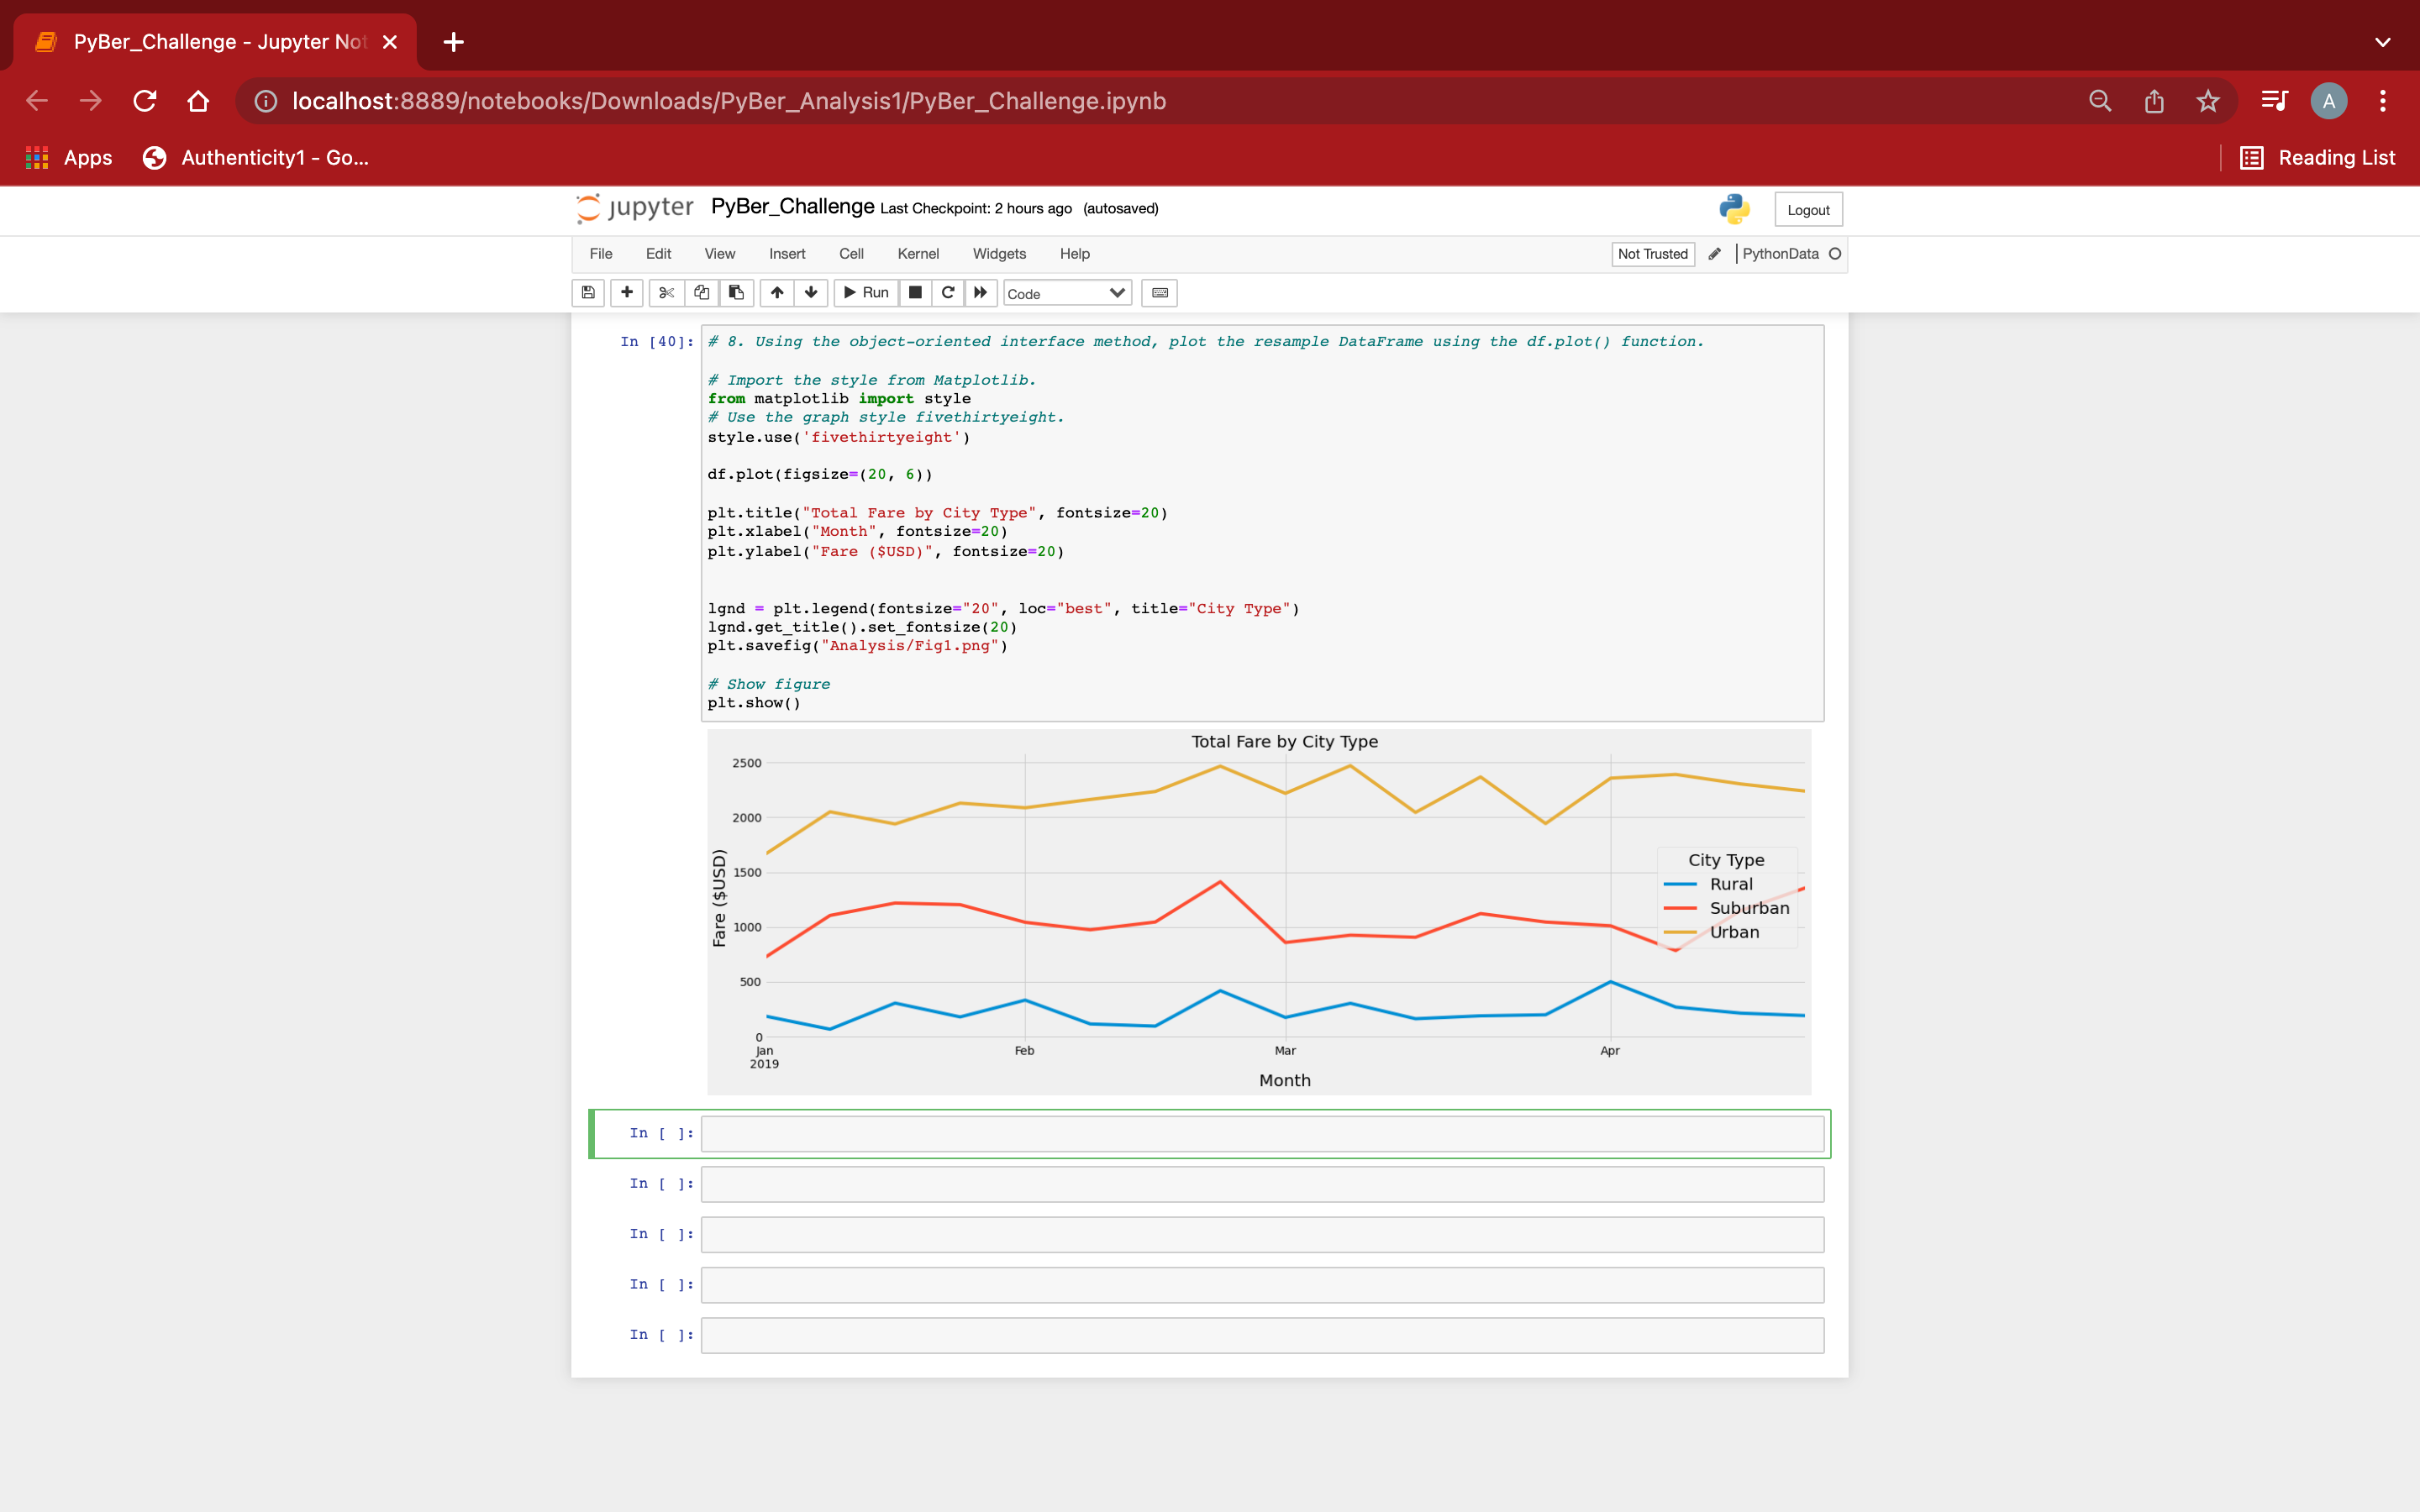 PyBer_Challenge - Jupyter Not
localhost:8889/notebooks/Downloads/PyBer_Analysis1/PyBer_Challenge.ipynb
A
Apps
Authenticity1 - Go...
Reading List
jupyter PyBer_Challenge Last Checkpoint: 2 hours ago (autosaved)
Logout
File Edit View Insert Cell Kernel Widgets Help
Not Trusted
PythonData
Run
Code
In [40]:
# 8. Using the object-oriented interface method, plot the resample DataFrame using the df.plot() function.
# Import the style from Matplotlib.
from matplotlib import style
# Use the graph style fivethirtyeight.
style.use('fivethirtyeight')
df.plot(figsize=(20, 6))
plt.title("Total Fare by City Type", fontsize=20)
plt.xlabel("Month", fontsize=20)
plt.ylabel("Fare ($USD)", fontsize=20)
lgnd = plt.legend(fontsize="20", loc="best", title="City Type")
lgnd.get_title().set_fontsize(20)
plt.savefig("Analysis/Fig1.png")
# Show figure
plt.show()
Total Fare by City Type
2500
2000
1500
1000
500
0
Fare ($USD)
City Type
Rural
Suburban
Urban
Jan
2019
Feb
Mar
Apr
Month
In [ ]:
In [ ]:
In [ ]:
In [ ]:
In [ ]: